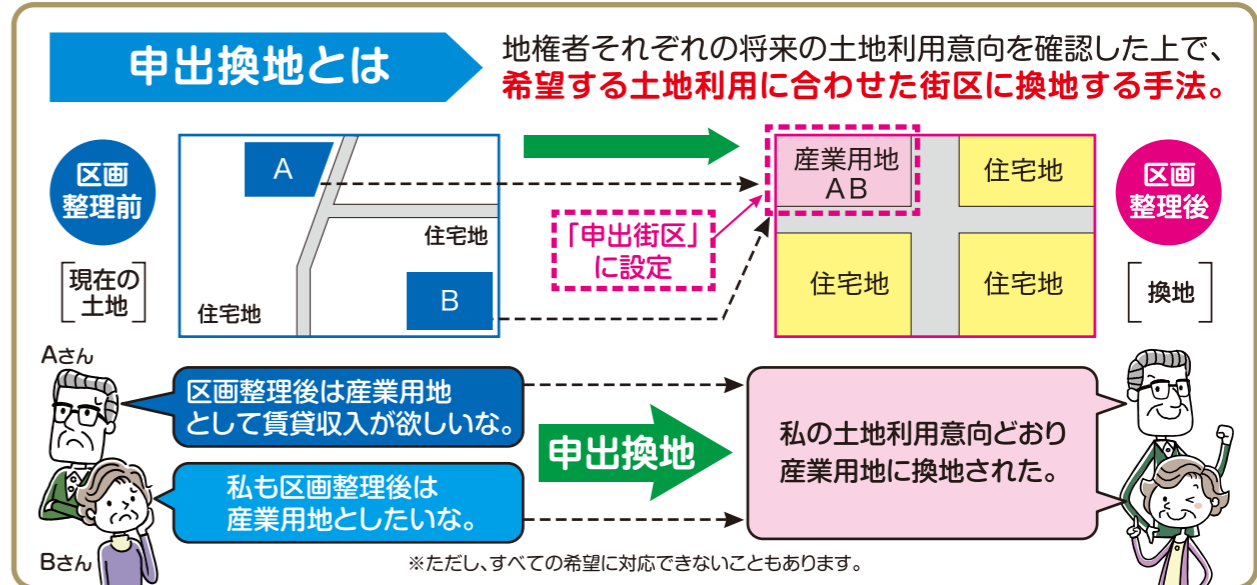 申出換地とは
地権者それぞれの将来の土地利用意向を確認した上で、
希望する土地利用に合わせた街区に換地する手法。
区画
整理前
現在の
土地
A
住宅地
B
住宅地
「申出街区」
に設定
産業用地
AB
住宅地
住宅地
住宅地
区画
整理後
換地
Aさん
区画整理後は産業用地
として賃貸収入が欲しいな。
私も区画整理後は
産業用地としたいな。
Bさん
申出換地
私の土地利用意向どおり
産業用地に換地された。
※ただし、すべての希望に対応できないこともあります。